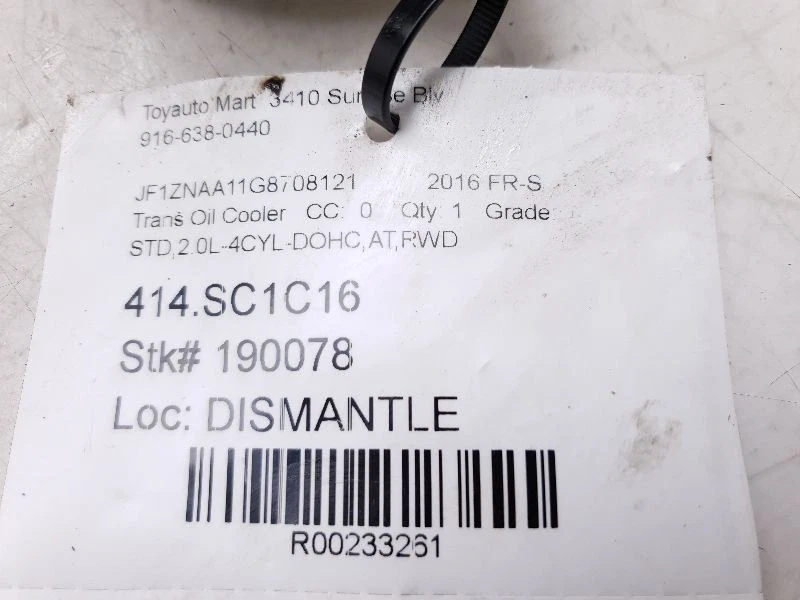 Toyauto Mart 3410 Blv
916-638-0440
JF1ZNAA11G8708121 2016 FR-S
Trans Oil Cooler CC: 0 Qty: 1 Grade:
STD,2.0L-4CYL-DOHC,AT,RWD
414.SC1C16
Stk# 190078
Loc: DISMANTLE
R00233261